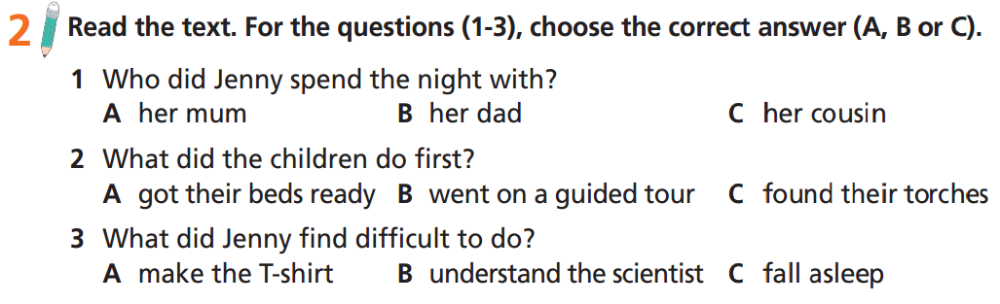 2 Read the text. For the questions (1-3), choose the correct answer (A, B or C).
1 Who did Jenny spend the night with?
A her mum B her dad C her cousin
2 What did the children do first?
A got their beds ready B went on a guided tour C found their torches
3 What did Jenny find difficult to do?
A make the T-shirt B understand the scientist C fall asleep